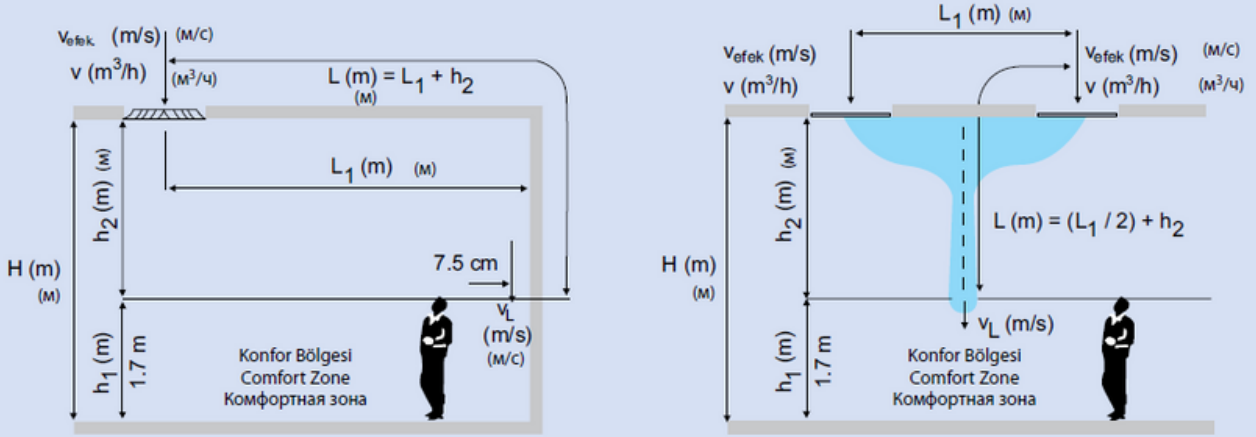 vefek. (m/s) (м/с)
v (m³/h) (м³/ч)
L (m) = L1 + h2
(м)
L1 (m) (м)
h2 (m) (м)
H (m)
(м)
7.5 cm
vL
(m/s)
(м/с)
h1 (m)
1.7 m
Konfor Bölgesi
Comfort Zone
Комфортная зона
L1 (m) (м)
vefek (m/s)
v (m³/h)
vefek (m/s) (м/с)
v (m³/h) (м³/ч)
h2 (m) (м)
L (m) = (L1 / 2) + h2
H (m)
(м)
vL (m/s)
h1 (m)
1.7 m
Konfor Bölgesi
Comfort Zone
Комфортная зона